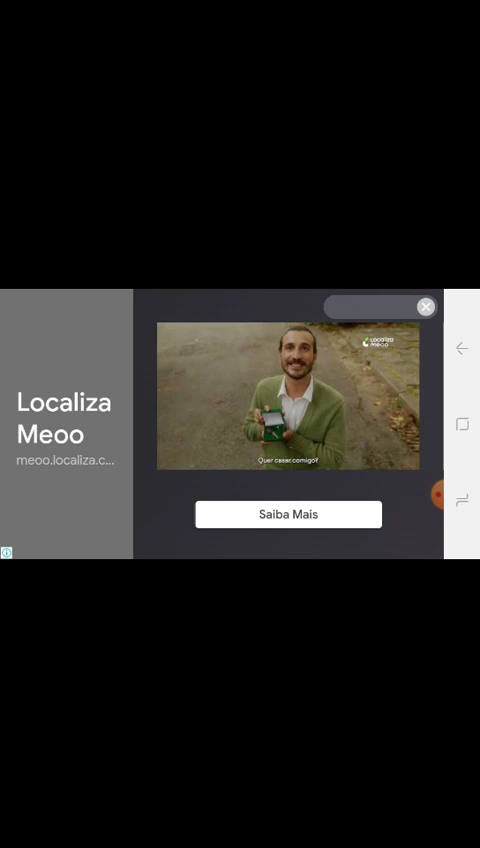 Localiza
Meoo
meoo.localiza.c...
Localiza
Meoo
Quer casar comigo?
Saiba Mais